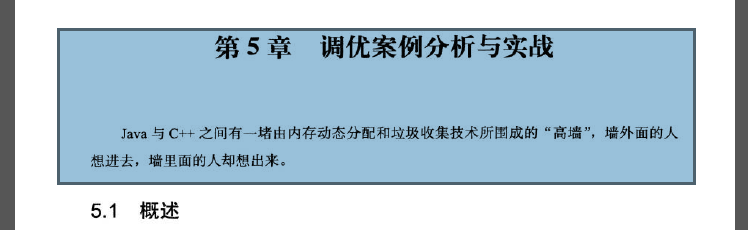 第 5 章 调优案例分析与实战
Java 与 C++ 之间有一堵由内存动态分配和垃圾收集技术所围成的“高墙”，墙外面的人
想进去，墙里面的人却想出来。
5.1 概述